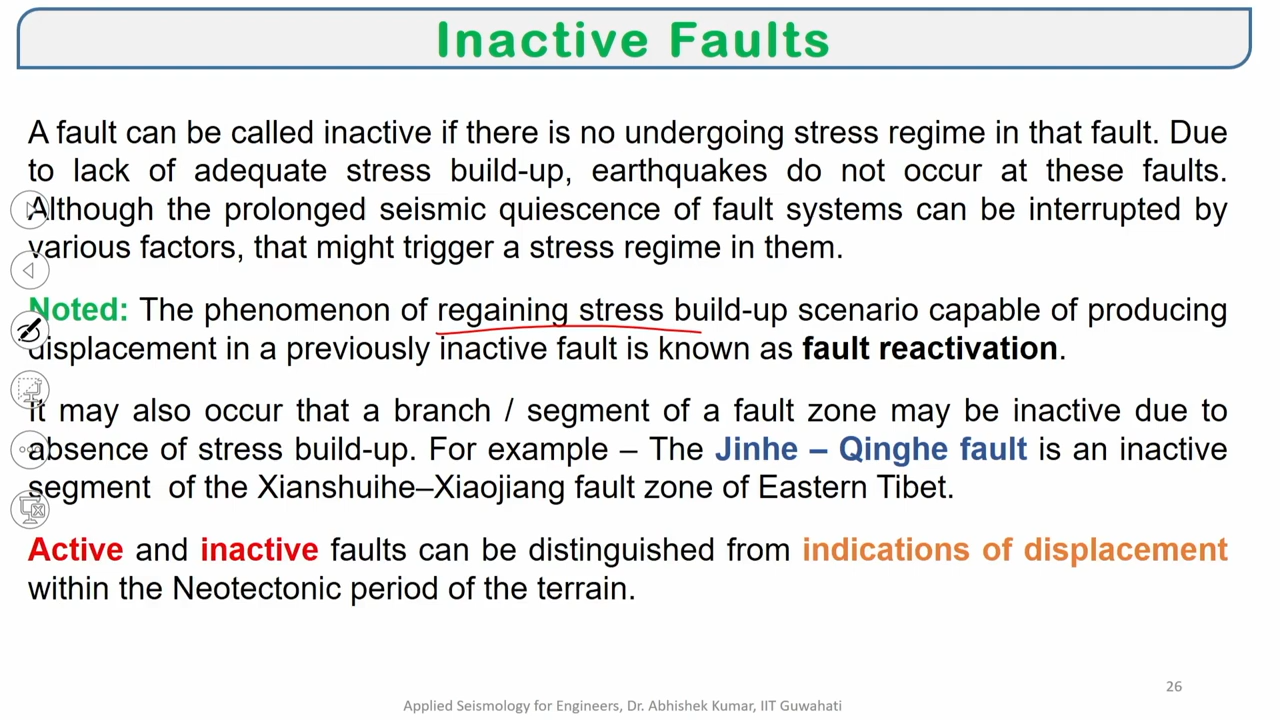 Inactive Faults
A fault can be called inactive if there is no undergoing stress regime in that fault. Due
to lack of adequate stress build-up, earthquakes do not occur at these faults.
Although the prolonged seismic quiescence of fault systems can be interrupted by
various factors, that might trigger a stress regime in them.
Noted: The phenomenon of regaining stress build-up scenario capable of producing
displacement in a previously inactive fault is known as fault reactivation.
It may also occur that a branch / segment of a fault zone may be inactive due to
absence of stress build-up. For example – The Jinhe – Qinghe fault is an inactive
segment of the Xianshuihe–Xiaojiang fault zone of Eastern Tibet.
Active and inactive faults can be distinguished from indications of displacement
within the Neotectonic period of the terrain.
26
Applied Seismology for Engineers, Dr. Abhishek Kumar, IIT Guwahati